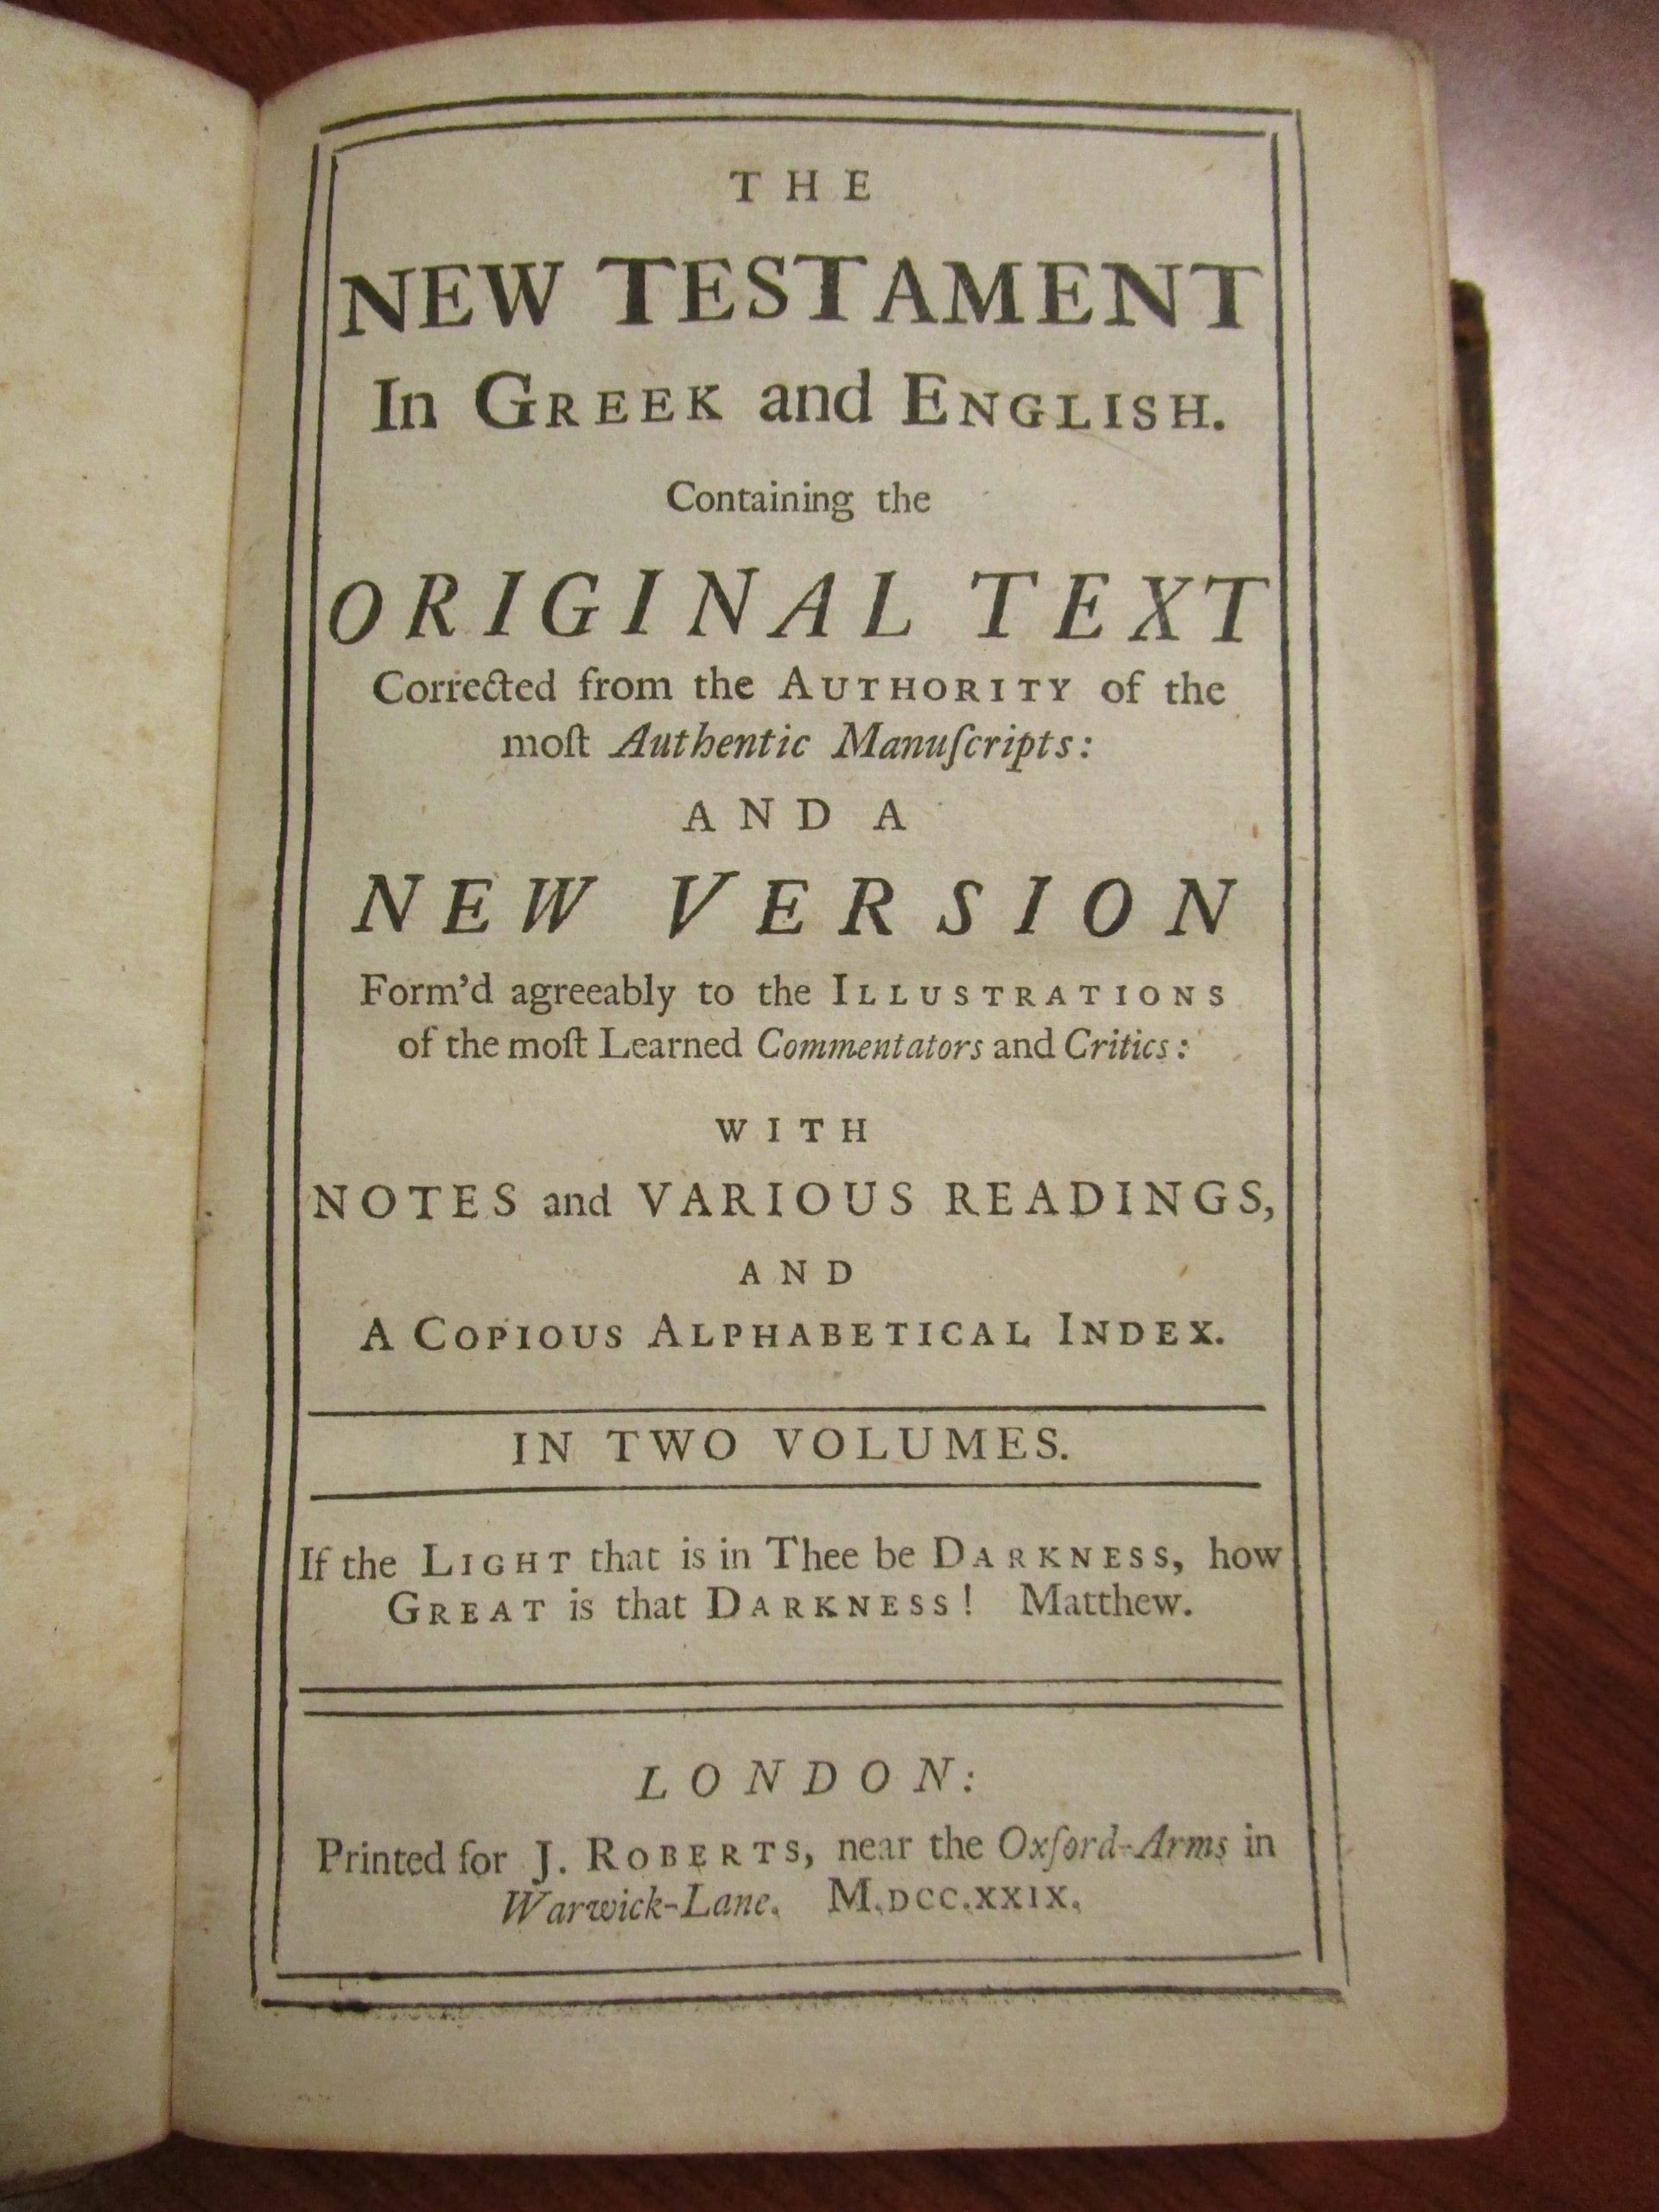 THE
NEW TESTAMENT
In GREEK and ENGLISH.
Containing the
ORIGINAL TEXT
Corrected from the AUTHORITY of the
moſt Authentic Manuſcripts:
AND A
NEW VERSION
Form'd agreeably to the ILLUSTRATIONS
of the moſt Learned Commentators and Critics:
WITH
NOTES and VARIOUS READINGS,
AND
A COPIOUS ALPHABETICAL INDEX.
IN TWO VOLUMES.
If the LIGHT that is in Thee be DARKNESS, how
GREAT is that DARKNESS! Matthew.
LONDON:
Printed for J. ROBERTS, near the Oxford-Arms in
Warwick-Lane. M.DCC.XXIX.